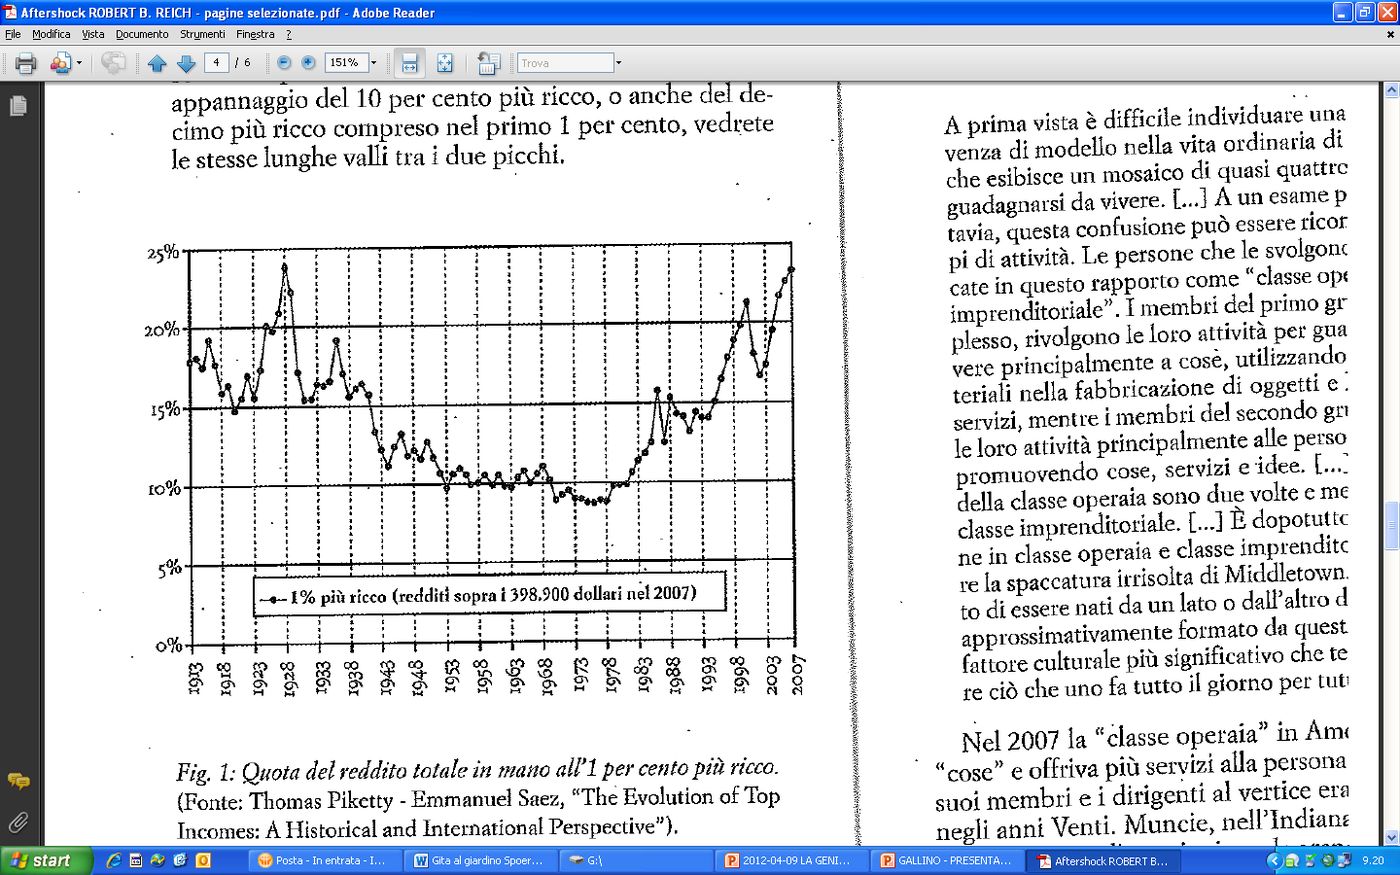 Aftershock ROBERT B. REICH - pagine selezionate.pdf - Adobe Reader
File Modifica Vista Documento Strumenti Finestra ?
4 / 6 151% Trova
appannaggio del 10 per cento più ricco, o anche del de-
cimo più ricco compreso nel primo 1 per cento, vedrete
le stesse lunghe valli tra i due picchi.
25%
20%
15%
10%
5%
0%
1% più ricco (redditi sopra i 398.900 dollari nel 2007)
1913 1918 1923 1928 1933 1938 1943 1948 1953 1958 1963 1968 1973 1978 1983 1988 1993 1998 2003 2007
Fig. 1: Quota del reddito totale in mano all'1 per cento più ricco.
(Fonte: Thomas Piketty - Emmanuel Saez, “The Evolution of Top
Incomes: A Historical and International Perspective”).
A prima vista è difficile individuare una
venza di modello nella vita ordinaria di
che esibisce un mosaico di quasi quattro
guadagnarsi da vivere. [...] A un esame p
tavia, questa confusione può essere ricor
pi di attività. Le persone che le svolgono
cate in questo rapporto come “classe ope
imprenditoriale”. I membri del primo gr
plesso, rivolgono le loro attività per gua
vere principalmente a cose, utilizzando
teriali nella fabbricazione di oggetti e
servizi, mentre i membri del secondo gru
le loro attività principalmente alle perso
promuovendo cose, servizi e idee. [...]
della classe operaia sono due volte e me
classe imprenditoriale. [...] È dopotutto
ne in classe operaia e classe imprendito
re la spaccatura irrisolta di Middletown.
to di essere nati da un lato o dall'altro d
approssimativamente formato da quest
fattore culturale più significativo che te
re ciò che uno fa tutto il giorno per tut
Nel 2007 la “classe operaia” in Ame
“cose” e offriva più servizi alla persona
suoi membri e i dirigenti al vertice era
negli anni Venti. Muncie, nell'Indiana
start
Posta - In entrata - I...
Gita al giardino Spoer...
G:\
2012-04-09 LA GENI...
GALLINO - PRESENTA...
Aftershock ROBERT B...
9.20